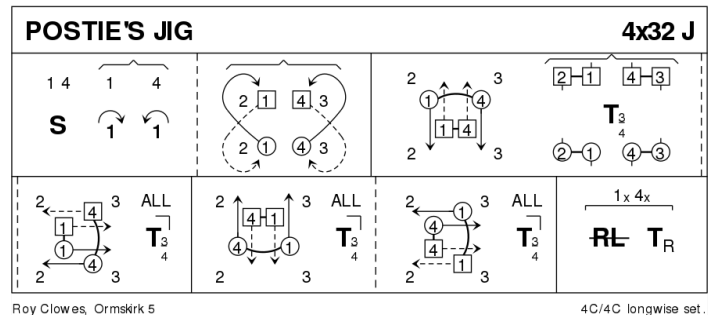 POSTIE'S JIG 4x32 J
1 4 1 4
S 1 1
2 1 4 3
2 1 4 3
2 3
1 4
1 4
2 3
2 1 4 3
T 3/4
2 1 4 3
2 4 3 ALL
1
1 T 3/4
2 4 3
2 3 ALL
4 1
4 1 T 3/4
2 3
2 1 3 ALL
4
4 T 3/4
2 1 3
1x 4x
RL TR
Roy Clowes, Ormskirk 5 4C/4C longwise set.